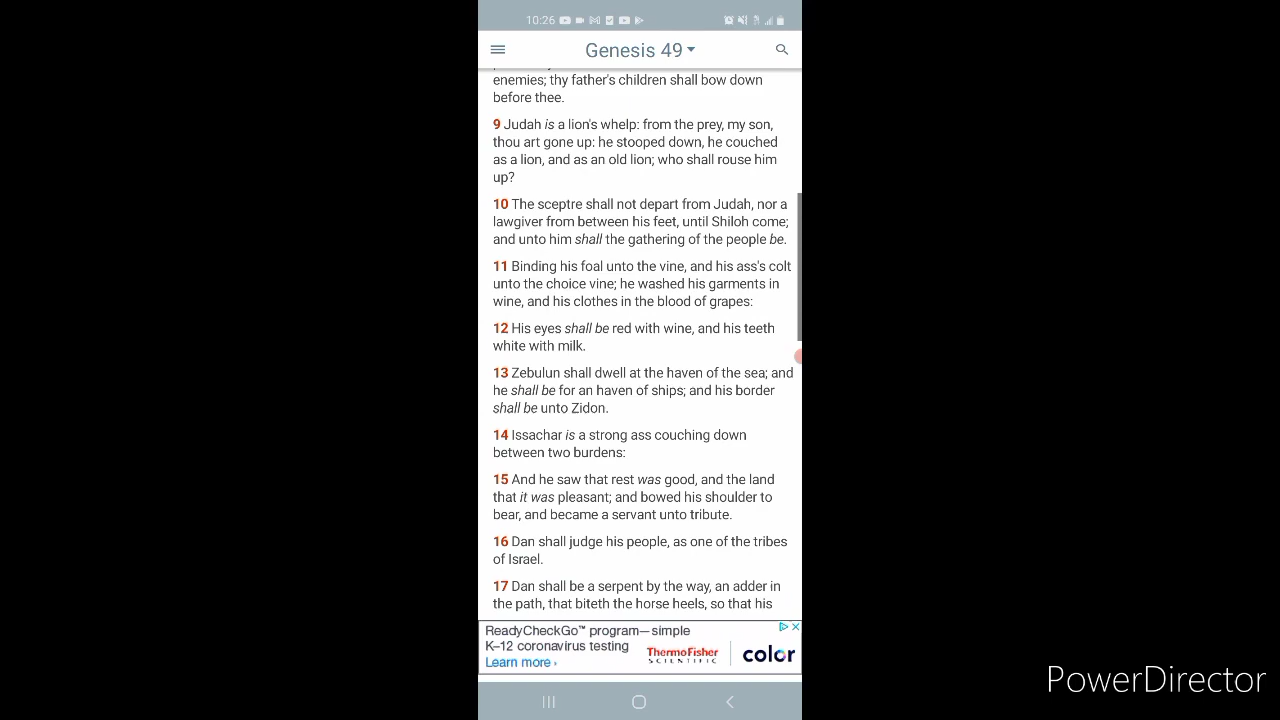 10:26
Genesis 49
enemies; thy father's children shall bow down
before thee.
9 Judah is a lion's whelp: from the prey, my son,
thou art gone up: he stooped down, he couched
as a lion, and as an old lion; who shall rouse him
up?
10 The sceptre shall not depart from Judah, nor a
lawgiver from between his feet, until Shiloh come;
and unto him shall the gathering of the people be.
11 Binding his foal unto the vine, and his ass's colt
unto the choice vine; he washed his garments in
wine, and his clothes in the blood of grapes:
12 His eyes shall be red with wine, and his teeth
white with milk.
13 Zebulun shall dwell at the haven of the sea; and
he shall be for an haven of ships; and his border
shall be unto Zidon.
14 Issachar is a strong ass couching down
between two burdens:
15 And he saw that rest was good, and the land
that it was pleasant; and bowed his shoulder to
bear, and became a servant unto tribute.
16 Dan shall judge his people, as one of the tribes
of Israel.
17 Dan shall be a serpent by the way, an adder in
the path, that biteth the horse heels, so that his
ReadyCheckGo™ program—simple
K–12 coronavirus testing
Learn more ›
ThermoFisher
SCIENTIFIC
color
PowerDirector